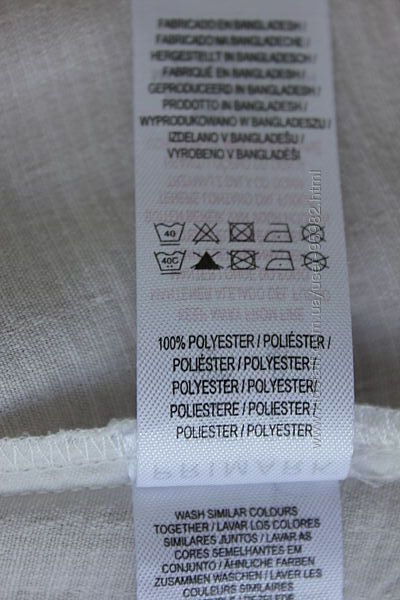 FABRICADO EN BANGLADESH /
FABRICADO NA BANGLADECHE /
HERGESTELLT IN BANGLADESCH /
FABRIQUÉ EN BANGLADESH /
GEPRODUCEERD IN BANGLADESH /
PRODOTTO IN BANGLADESH /
WYPRODUKOWANO W BANGLADESZU /
IZDELANO V BANGLADEŠU /
VYROBENO V BANGLADÉŠI
40
40C
100% POLYESTER / POLIÉSTER /
POLIÉSTER / POLYESTER /
POLYESTER / POLYESTER/
POLIESTERE / POLIESTER /
POLIESTER / POLYESTER
PRIMARK
WASH SIMILAR COLOURS
TOGETHER / LAVAR LOS COLORES
SIMILARES JUNTOS / LAVAR AS
CORES SEMELHANTES EM
CONJUNTO / ÄHNLICHE FARBEN
ZUSAMMEN WASCHEN / LAVER LES
COULEURS SIMILAIRES